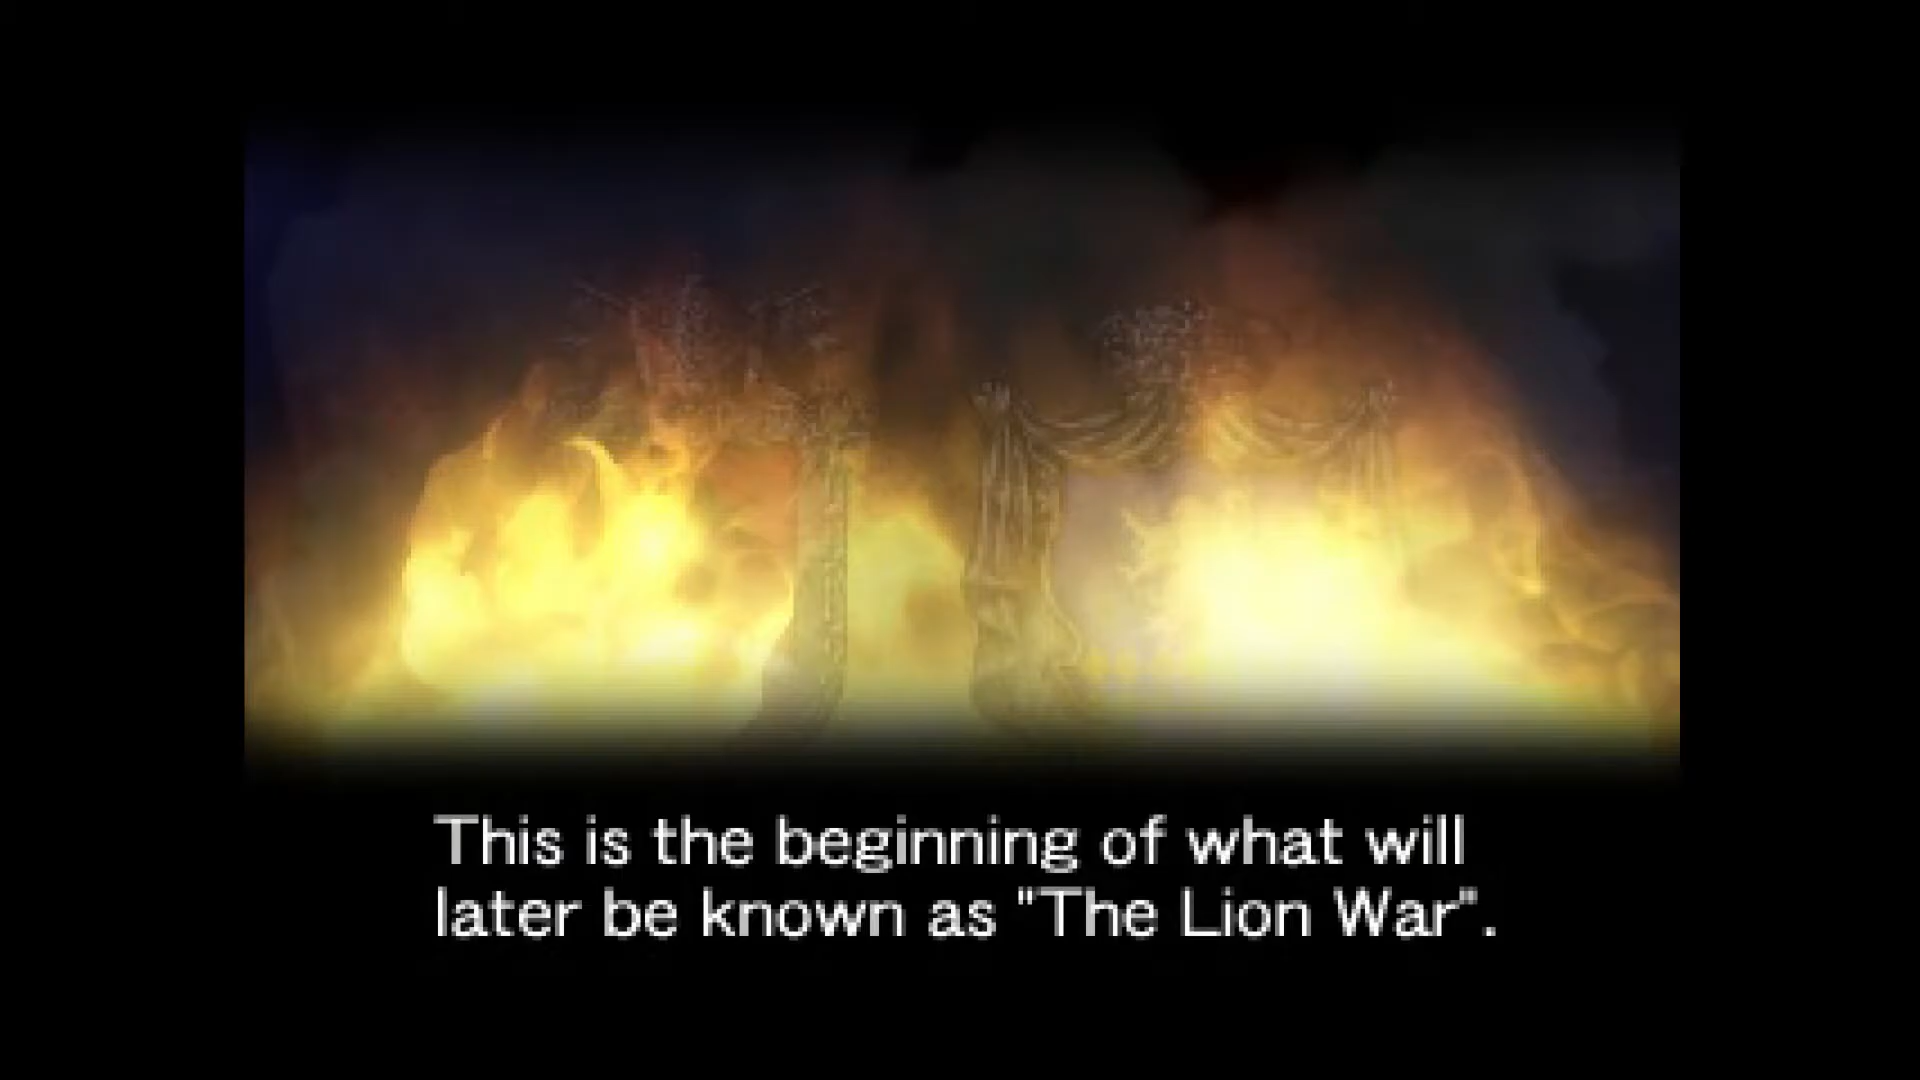 This is the beginning of what will
later be known as "The Lion War".